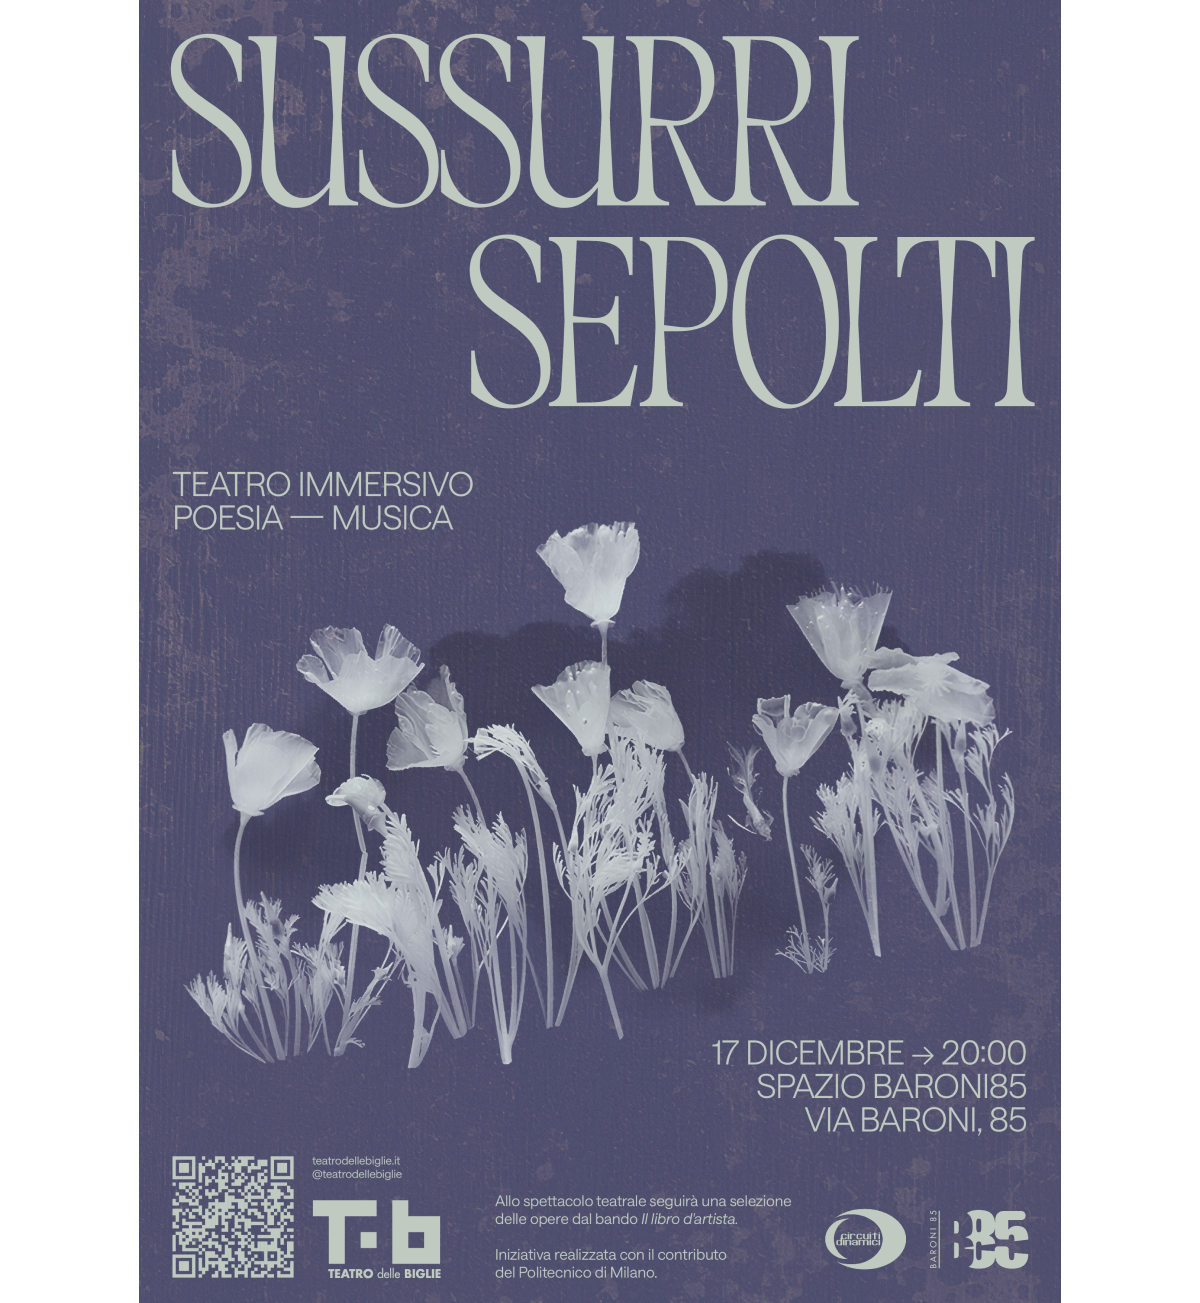 SUSSURRI
SEPOLTI
TEATRO IMMERSIVO
POESIA — MUSICA
17 DICEMBRE → 20:00
SPAZIO BARONI85
VIA BARONI, 85
teatrodellebiglie.it
@teatrodellebiglie
T.b
TEATRO delle BIGLIE
Allo spettacolo teatrale seguirà una selezione
delle opere dal bando Il libro d'artista.
Iniziativa realizzata con il contributo
del Politecnico di Milano.
circuiti
dinamici
BARONI 85